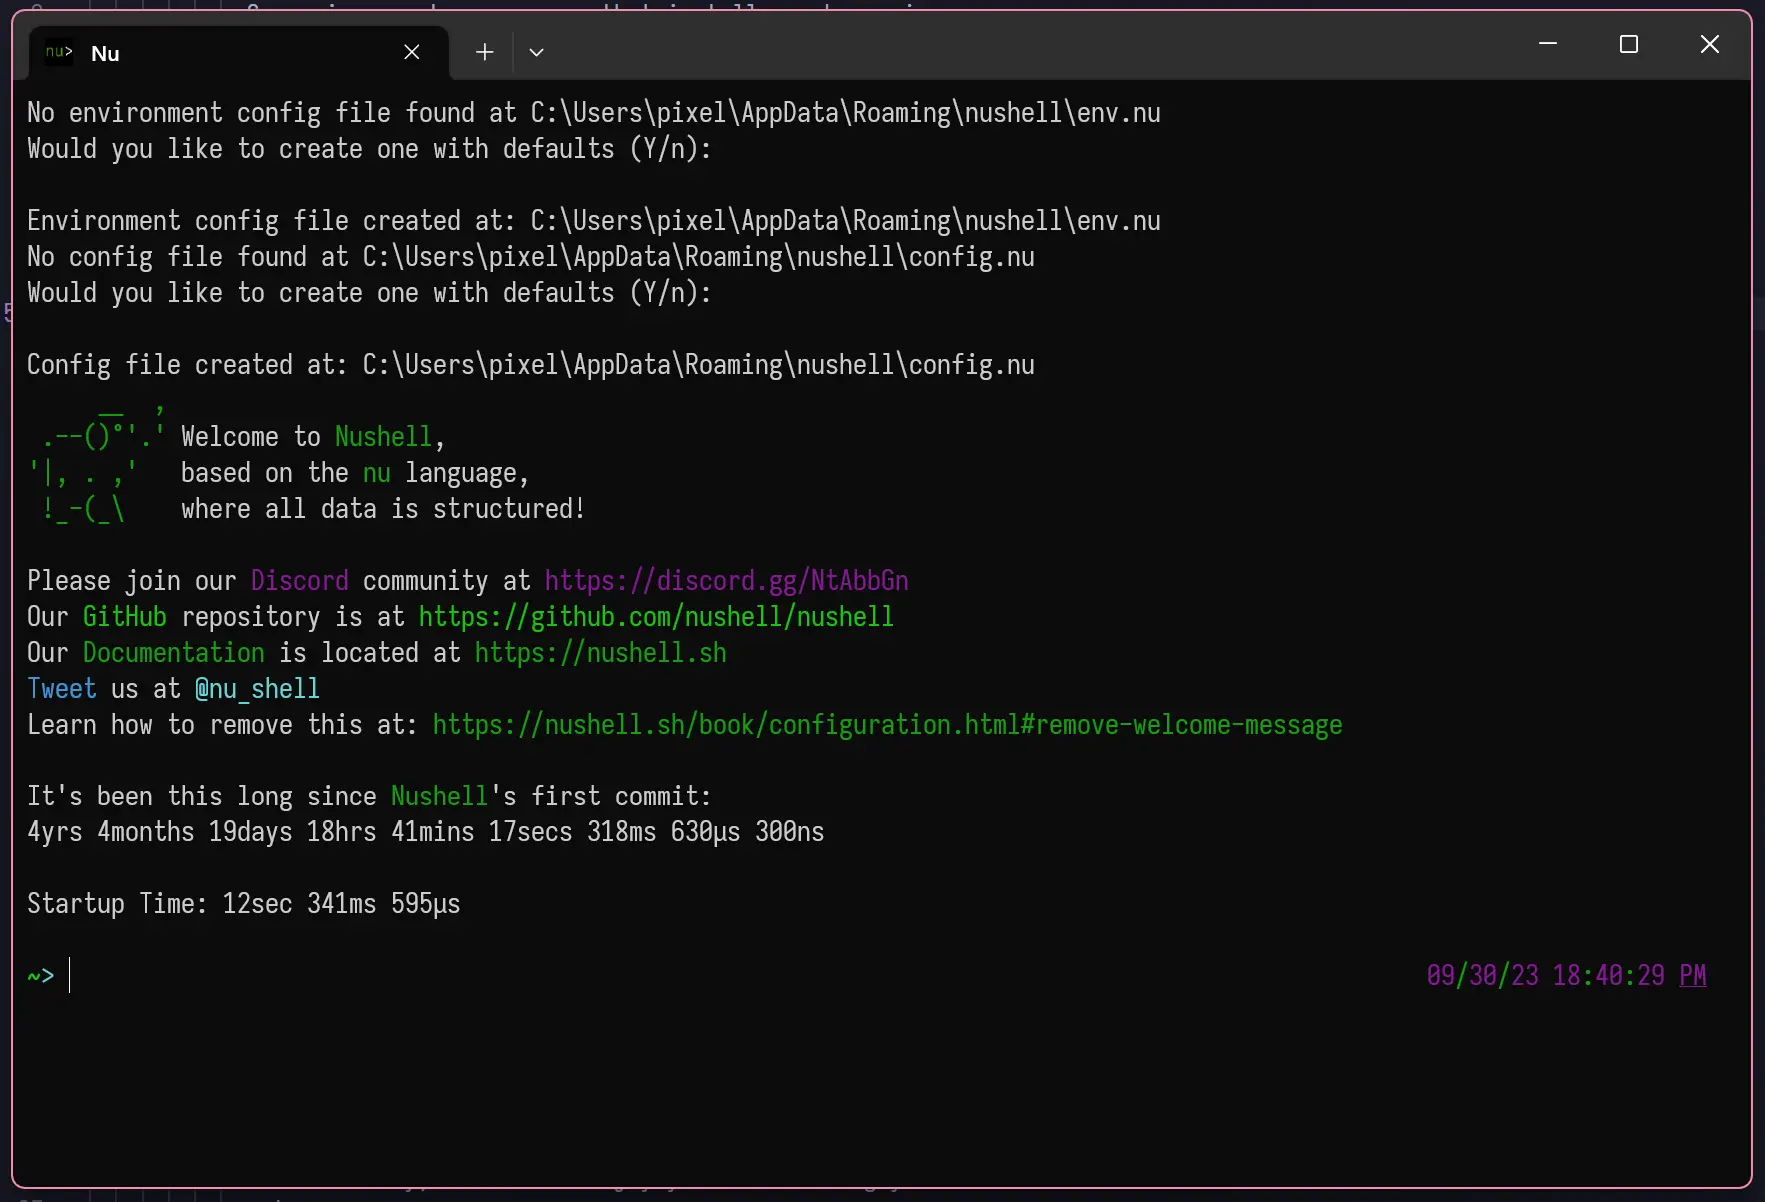 nu> Nu
No environment config file found at C:\Users\pixel\AppData\Roaming\nushell\env.nu
Would you like to create one with defaults (Y/n):
Environment config file created at: C:\Users\pixel\AppData\Roaming\nushell\env.nu
No config file found at C:\Users\pixel\AppData\Roaming\nushell\config.nu
Would you like to create one with defaults (Y/n):
Config file created at: C:\Users\pixel\AppData\Roaming\nushell\config.nu
     __  ,
 .--()°'.' Welcome to Nushell,
'|, . ,'   based on the nu language,
 !_-(_\    where all data is structured!
Please join our Discord community at https://discord.gg/NtAbbGn
Our GitHub repository is at https://github.com/nushell/nushell
Our Documentation is located at https://nushell.sh
Tweet us at @nu_shell
Learn how to remove this at: https://nushell.sh/book/configuration.html#remove-welcome-message
It's been this long since Nushell's first commit:
4yrs 4months 19days 18hrs 41mins 17secs 318ms 630µs 300ns
Startup Time: 12sec 341ms 595µs
~> 09/30/23 18:40:29 PM